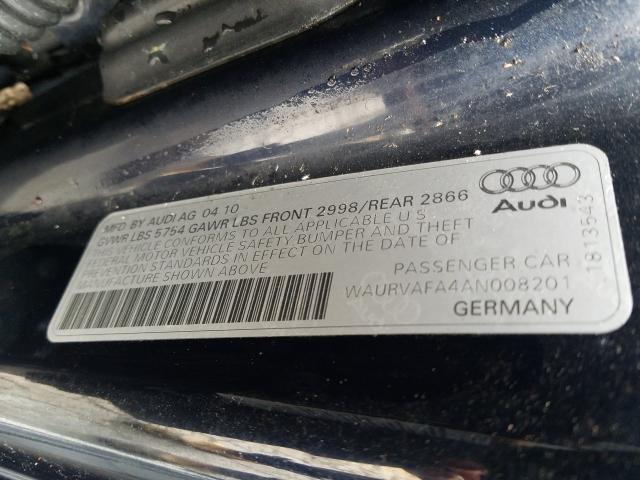 MFD BY AUDI AG 04 10
GVWR LBS 5754 GAWR LBS FRONT 2998/REAR 2866
THIS VEHICLE CONFORMS TO ALL APPLICABLE U S
FEDERAL MOTOR VEHICLE SAFETY BUMPER AND THEFT
PREVENTION STANDARDS IN EFFECT ON THE DATE OF
MANUFACTURE SHOWN ABOVE
Audi
PASSENGER CAR
WAURVAFA4AN008201
GERMANY
1813543